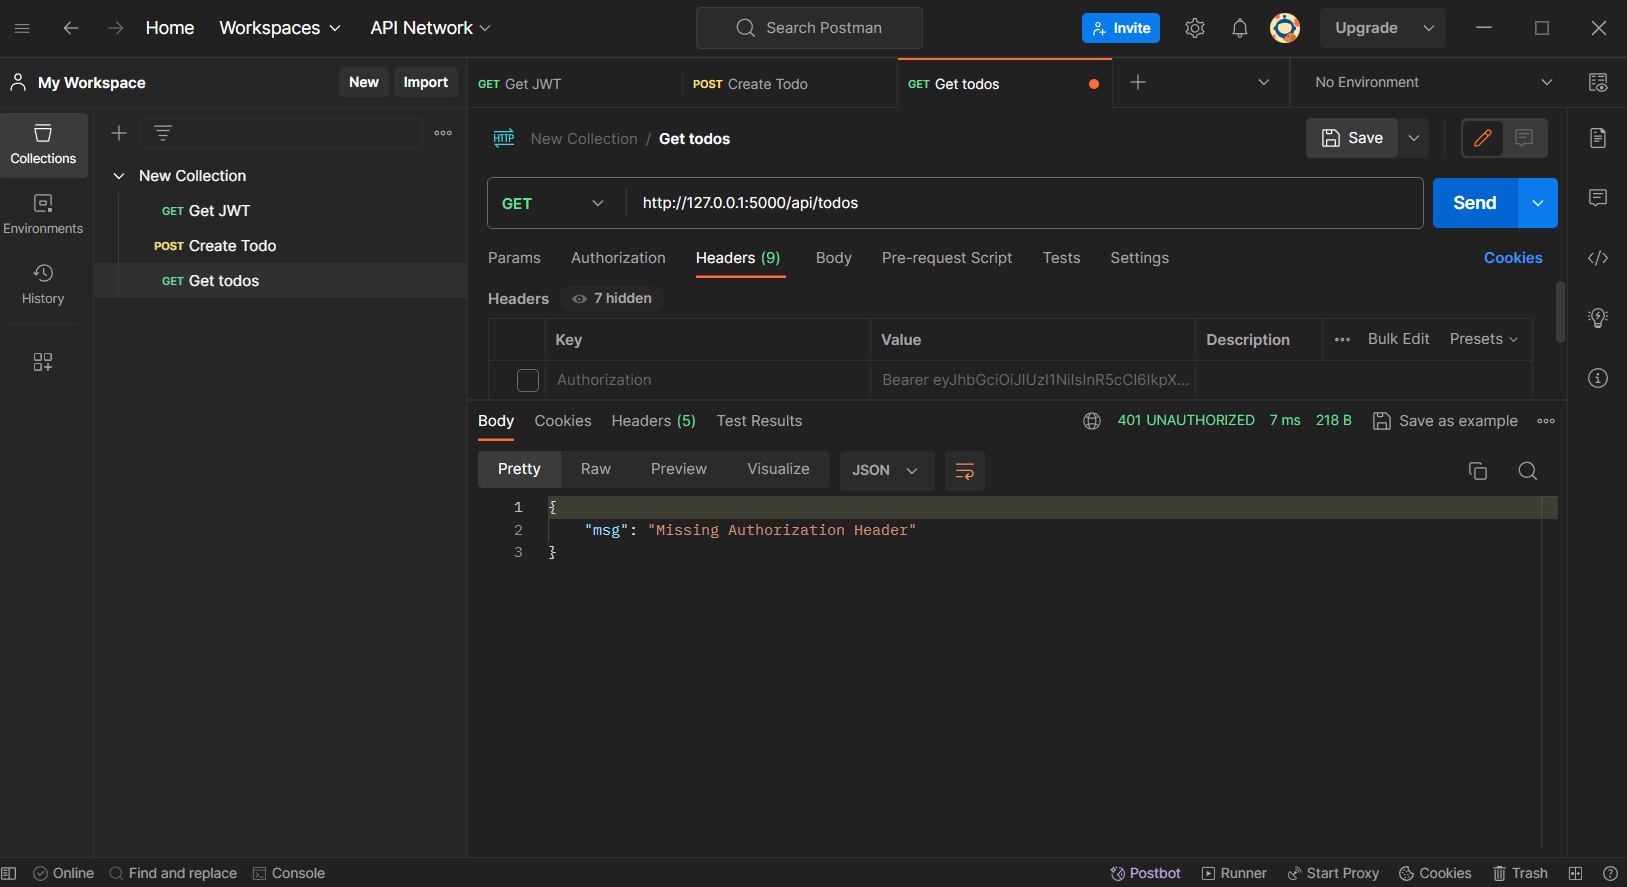 Home Workspaces API Network Search Postman Invite Upgrade
My Workspace New Import GET Get JWT POST Create Todo GET Get todos No Environment
Collections
Environments
History
New Collection
GET Get JWT
POST Create Todo
GET Get todos
HTTP New Collection / Get todos Save
GET http://127.0.0.1:5000/api/todos Send
Params Authorization Headers (9) Body Pre-request Script Tests Settings Cookies
Headers 7 hidden
Key Value Description Bulk Edit Presets
Authorization Bearer eyJhbGciOiJIUzI1NiIsInR5cCI6IkpX...
Body Cookies Headers (5) Test Results 401 UNAUTHORIZED 7 ms 218 B Save as example
Pretty Raw Preview Visualize JSON
1 {
2 "msg": "Missing Authorization Header"
3 }
Online Find and replace Console Postbot Runner Start Proxy Cookies Trash